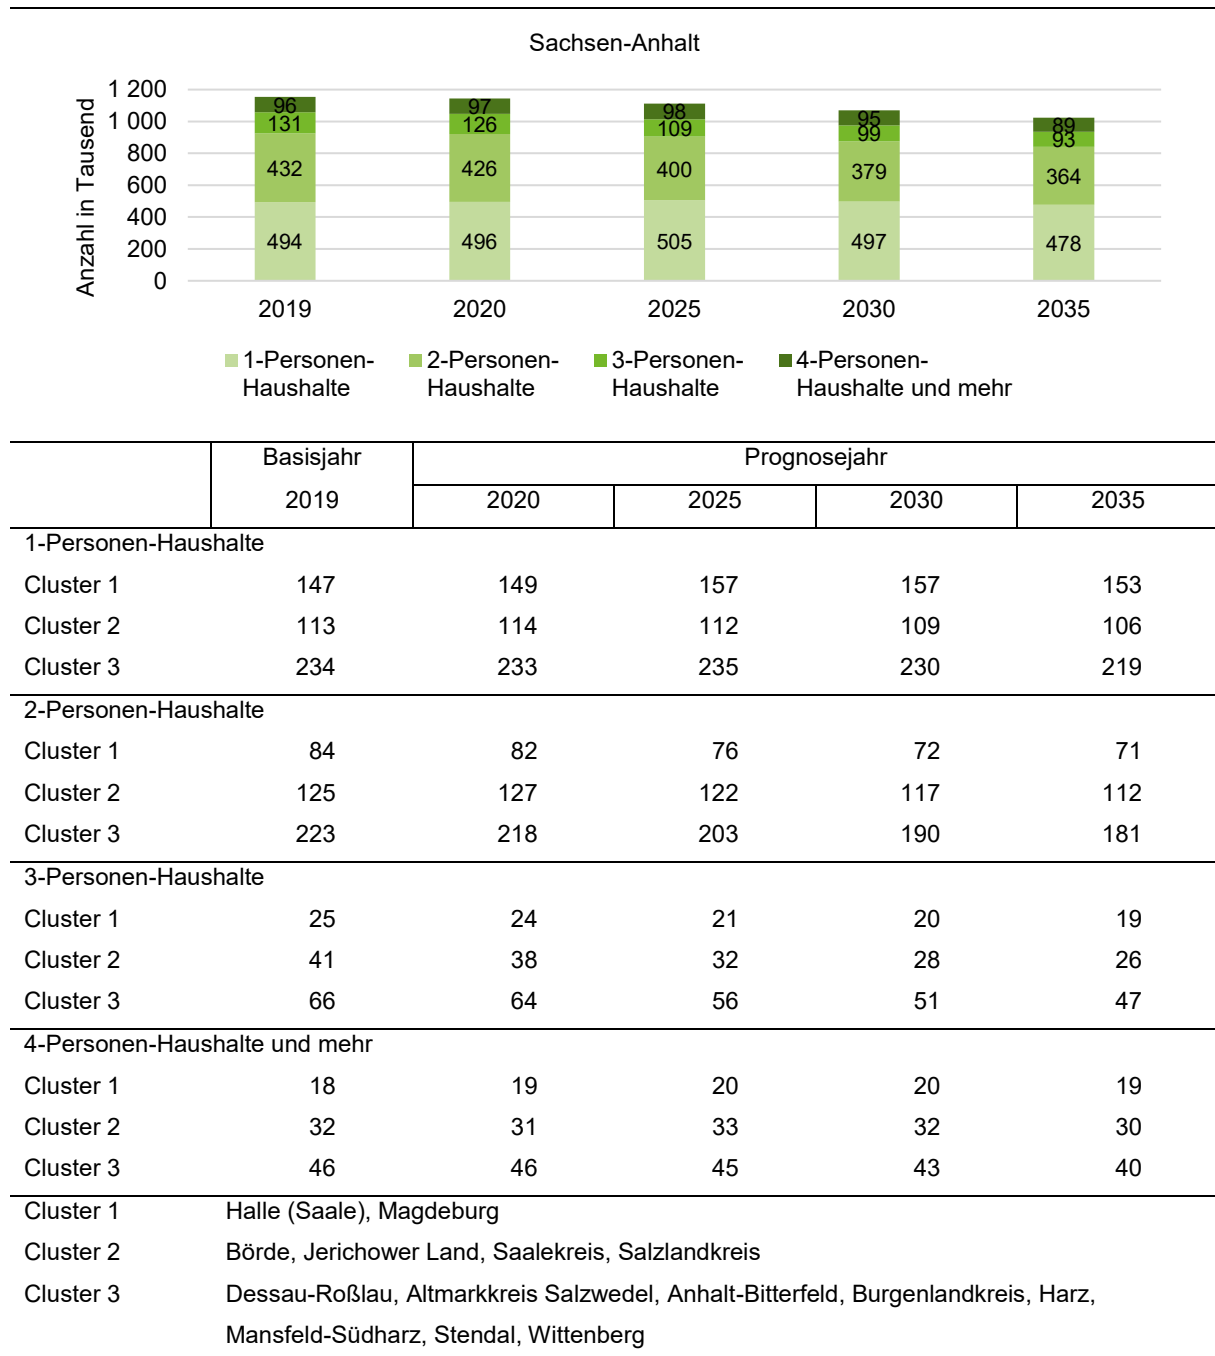 Sachsen-Anhalt
Anzahl in Tausend
1 200
1 000
800
600
400
200
0
96 97 98 95 89
131 126 109 99 93
432 426 400 379 364
494 496 505 497 478
2019 2020 2025 2030 2035
1-Personen-Haushalte
2-Personen-Haushalte
3-Personen-Haushalte
4-Personen-Haushalte und mehr
Basisjahr Prognosejahr
2019 2020 2025 2030 2035
1-Personen-Haushalte
Cluster 1 147 149 157 157 153
Cluster 2 113 114 112 109 106
Cluster 3 234 233 235 230 219
2-Personen-Haushalte
Cluster 1 84 82 76 72 71
Cluster 2 125 127 122 117 112
Cluster 3 223 218 203 190 181
3-Personen-Haushalte
Cluster 1 25 24 21 20 19
Cluster 2 41 38 32 28 26
Cluster 3 66 64 56 51 47
4-Personen-Haushalte und mehr
Cluster 1 18 19 20 20 19
Cluster 2 32 31 33 32 30
Cluster 3 46 46 45 43 40
Cluster 1 Halle (Saale), Magdeburg
Cluster 2 Börde, Jerichower Land, Saalekreis, Salzlandkreis
Cluster 3 Dessau-Roßlau, Altmarkkreis Salzwedel, Anhalt-Bitterfeld, Burgenlandkreis, Harz,
Mansfeld-Südharz, Stendal, Wittenberg